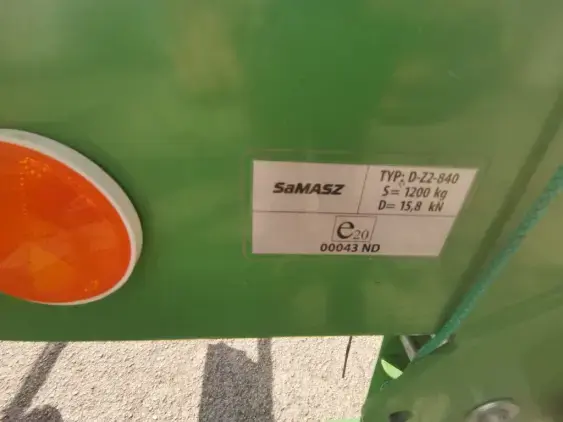 SaMASZ
TYP: D-Z2-840
S= 1200 kg
D= 15,8 kN
e20
00043 ND